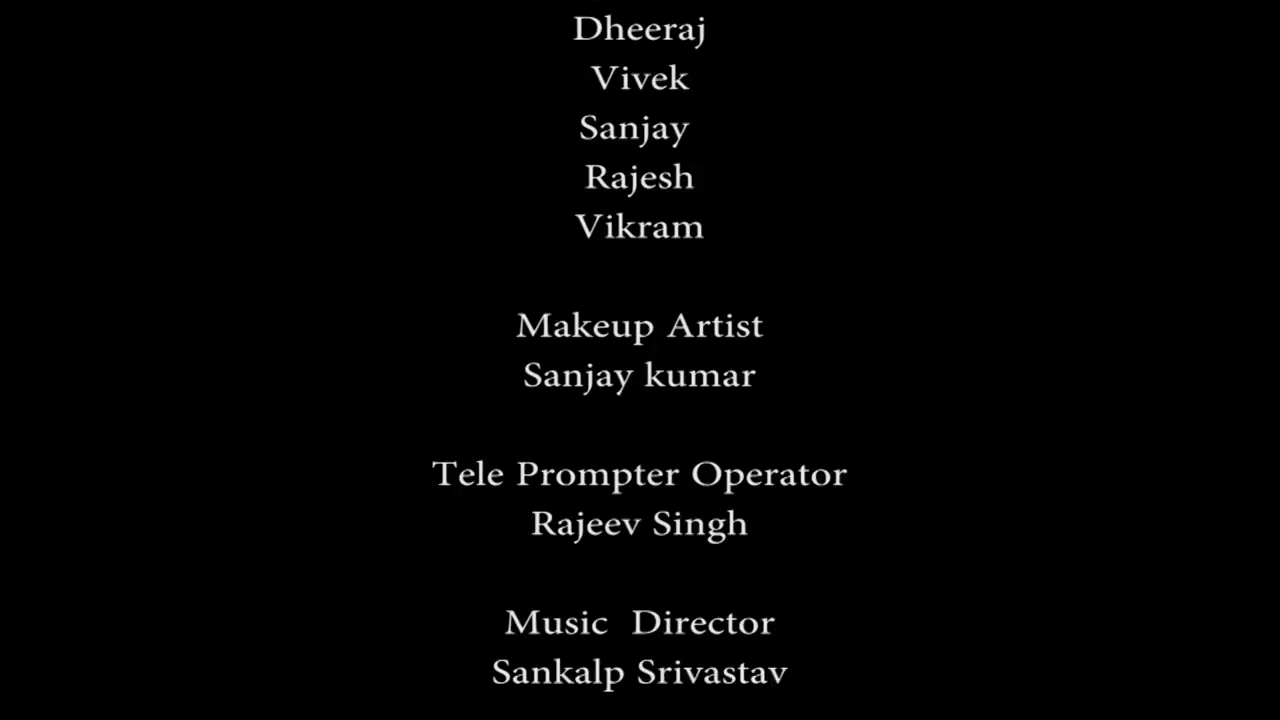 Dheeraj
Vivek
Sanjay
Rajesh
Vikram
Makeup Artist
Sanjay kumar
Tele Prompter Operator
Rajeev Singh
Music  Director
Sankalp Srivastav